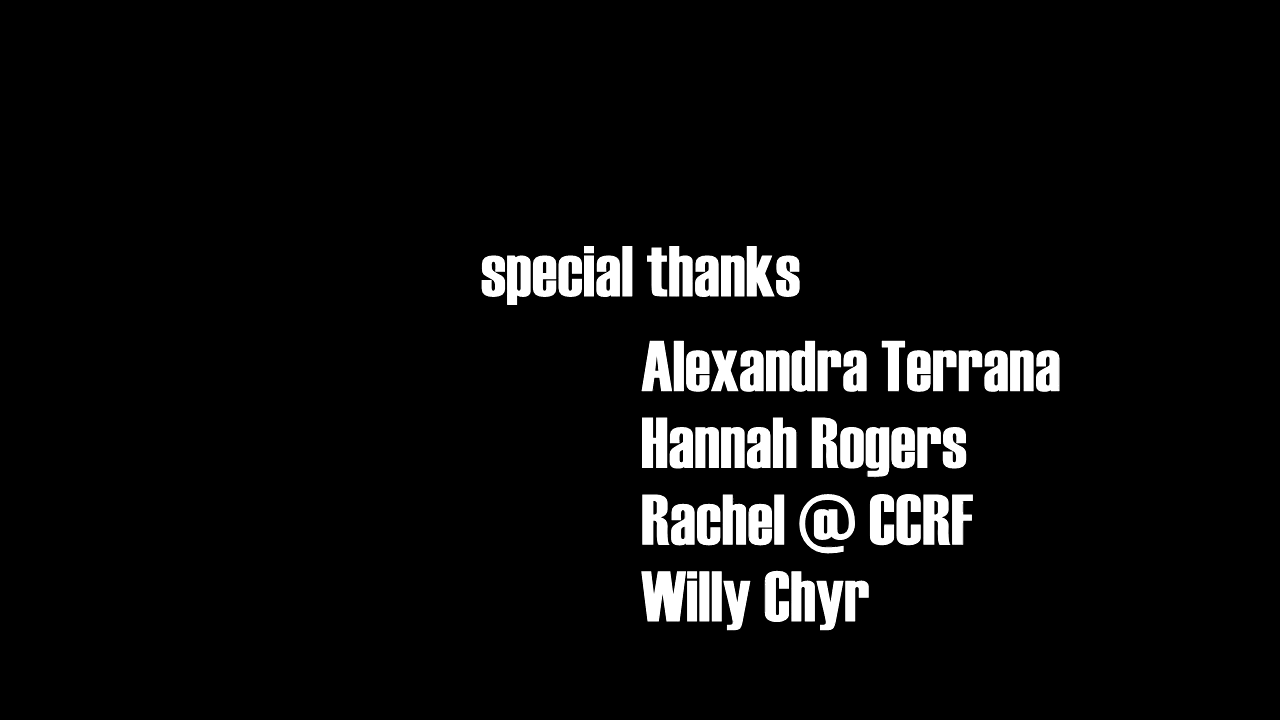 special thanks
Alexandra Terrana
Hannah Rogers
Rachel @ CCRF
Willy Chyr